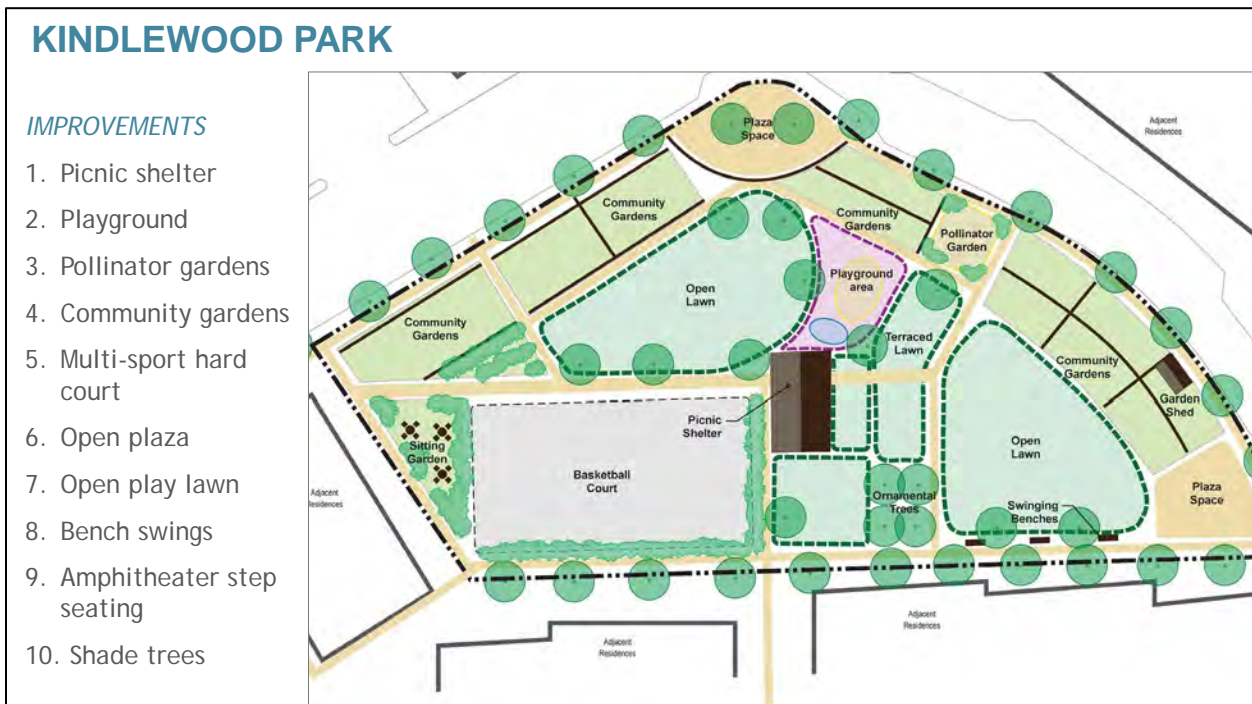 KINDLEWOOD PARK
IMPROVEMENTS
1. Picnic shelter
2. Playground
3. Pollinator gardens
4. Community gardens
5. Multi-sport hard
court
6. Open plaza
7. Open play lawn
8. Bench swings
9. Amphitheater step
seating
10. Shade trees
Plaza
Space
Adjacent
Residences
Community
Gardens
Community
Gardens
Pollinator
Garden
Playground
area
Open
Lawn
Community
Gardens
Terraced
Lawn
Community
Gardens
Garden
Shed
Picnic
Shelter
Sitting
Garden
Open
Lawn
Basketball
Court
Adjacent
Residences
Ornamental
Trees
Swinging
Benches
Plaza
Space
Adjacent
Residences
Adjacent
Residences